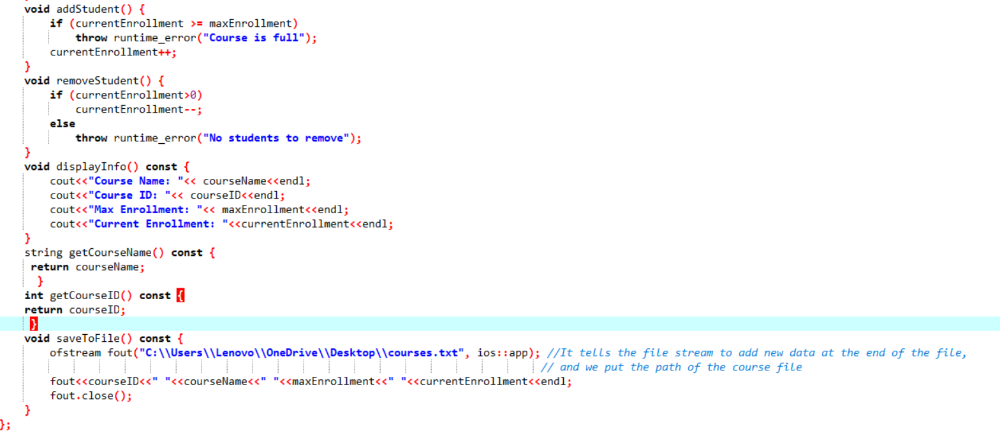 void addStudent() {
if (currentEnrollment >= maxEnrollment)
throw runtime_error("Course is full");
currentEnrollment++;
}
void removeStudent() {
if (currentEnrollment>0)
currentEnrollment--;
else
throw runtime_error("No students to remove");
}
void displayInfo() const {
cout<<"Course Name: "<< courseName<<endl;
cout<<"Course ID: "<< courseID<<endl;
cout<<"Max Enrollment: "<< maxEnrollment<<endl;
cout<<"Current Enrollment: "<<currentEnrollment<<endl;
}
string getCourseName() const {
return courseName;
}
int getCourseID() const {
return courseID;
}
void saveToFile() const {
ofstream fout("C:\\Users\\Lenovo\\OneDrive\\Desktop\\courses.txt", ios::app); //It tells the file stream to add new data at the end of the file,
// and we put the path of the course file
fout<<courseID<<" "<<courseName<<" "<<maxEnrollment<<" "<<currentEnrollment<<endl;
fout.close();
}
};